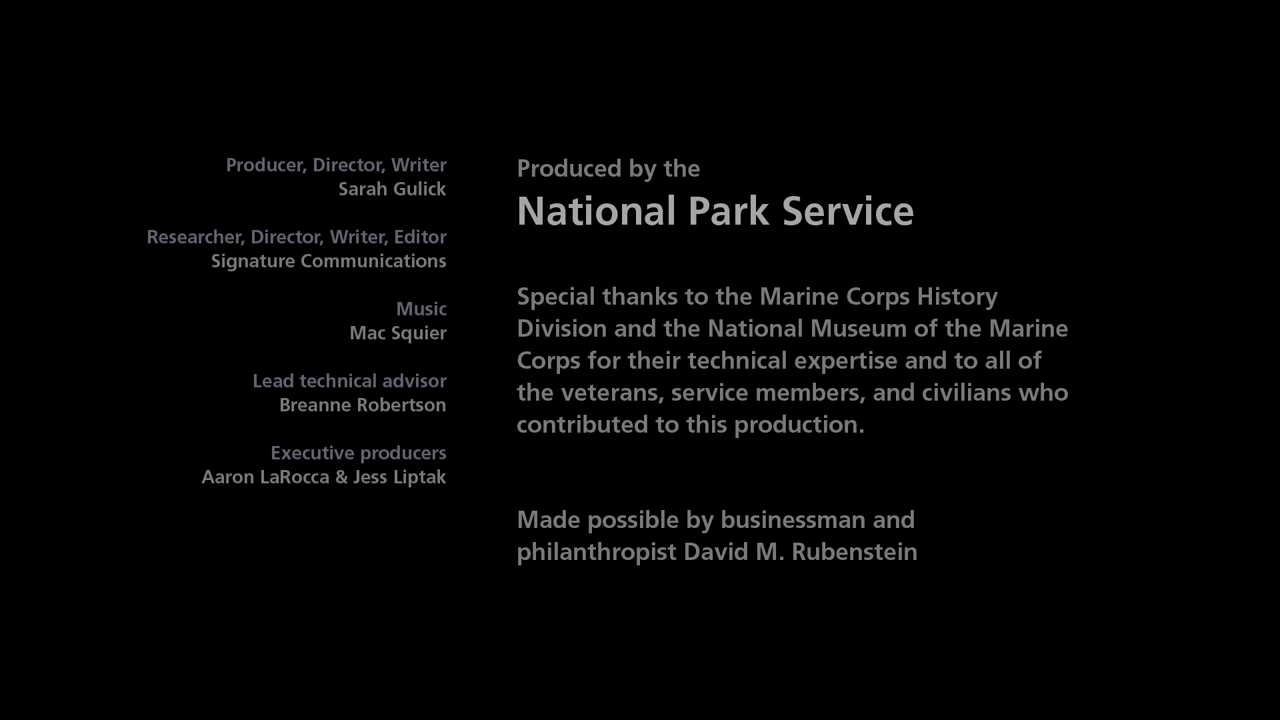 Producer, Director, Writer
Sarah Gulick
Researcher, Director, Writer, Editor
Signature Communications
Music
Mac Squier
Lead technical advisor
Breanne Robertson
Executive producers
Aaron LaRocca & Jess Liptak
Produced by the
National Park Service
Special thanks to the Marine Corps History
Division and the National Museum of the Marine
Corps for their technical expertise and to all of
the veterans, service members, and civilians who
contributed to this production.
Made possible by businessman and
philanthropist David M. Rubenstein